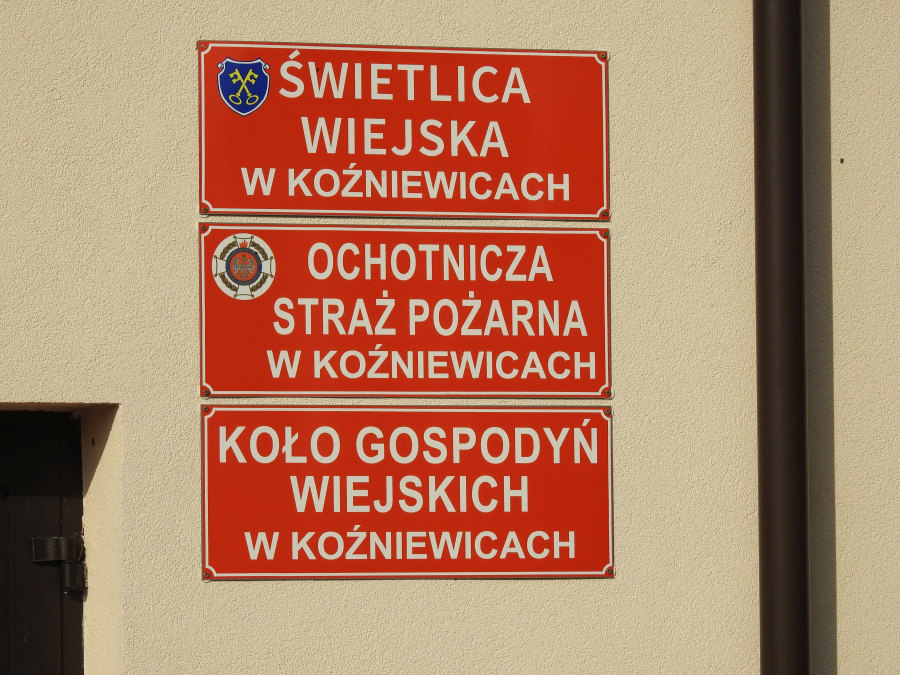 ŚWIETLICA
WIEJSKA
W KOŹNIEWICACH
OCHOTNICZA
STRAŻ POŻARNA
W KOŹNIEWICACH
KOŁO GOSPODYŃ
WIEJSKICH
W KOŹNIEWICACH